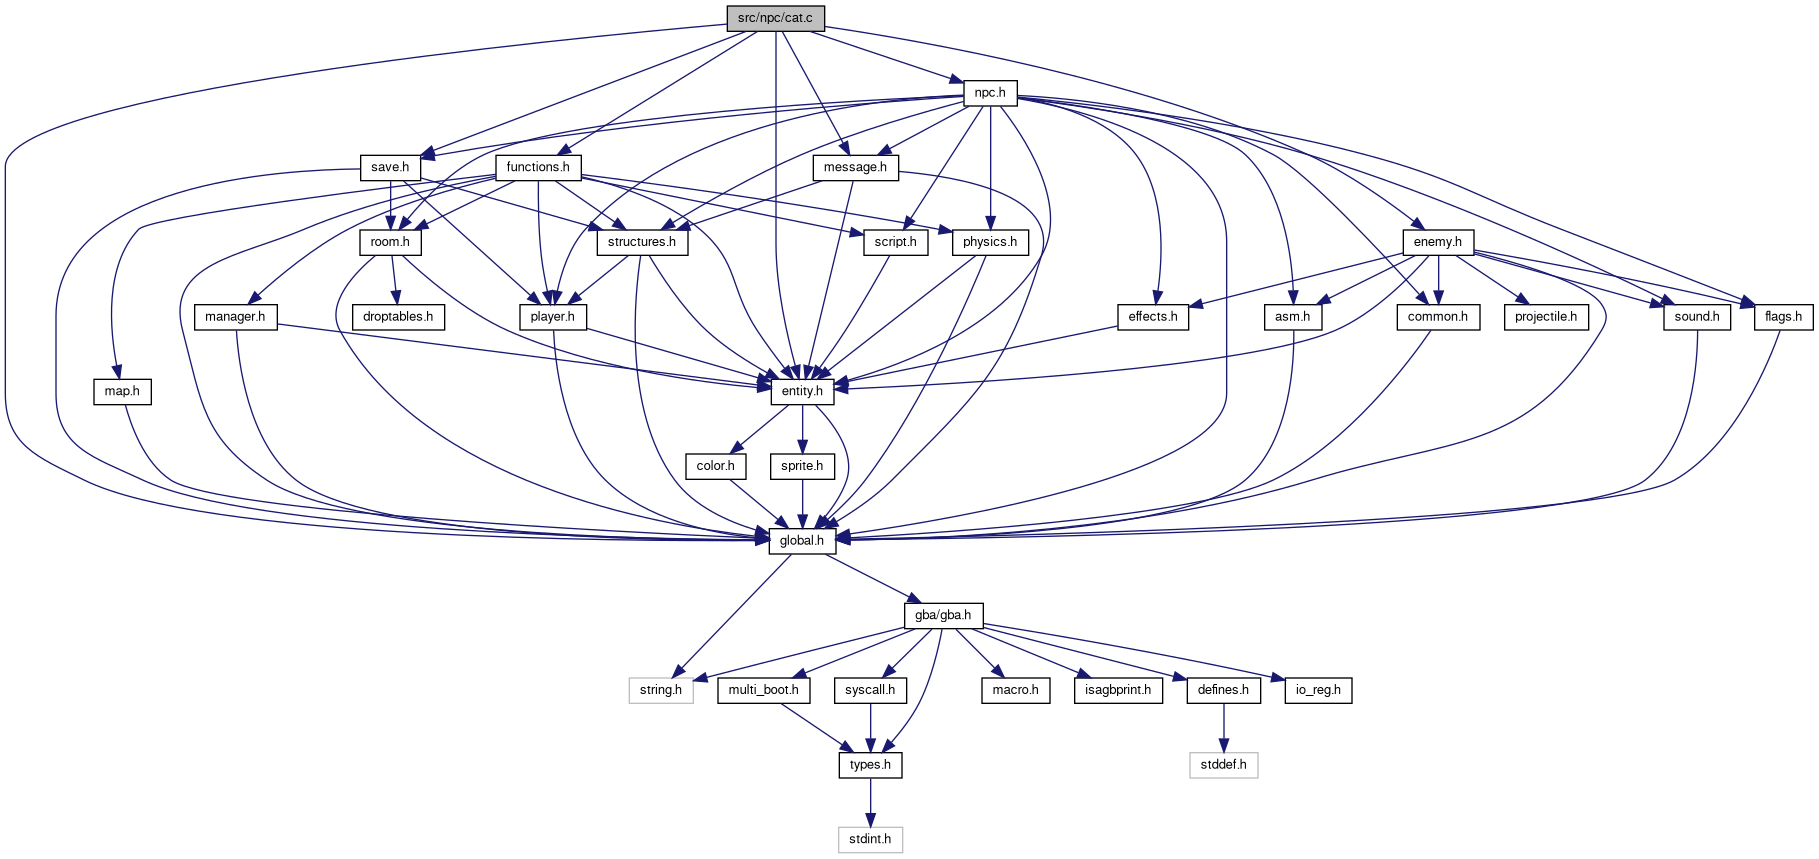 src/npc/cat.c
npc.h
save.h
functions.h
message.h
room.h
structures.h
script.h
physics.h
enemy.h
manager.h
droptables.h
player.h
effects.h
asm.h
common.h
projectile.h
sound.h
flags.h
map.h
entity.h
color.h
sprite.h
global.h
gba/gba.h
string.h
multi_boot.h
syscall.h
macro.h
isagbprint.h
defines.h
io_reg.h
types.h
stddef.h
stdint.h